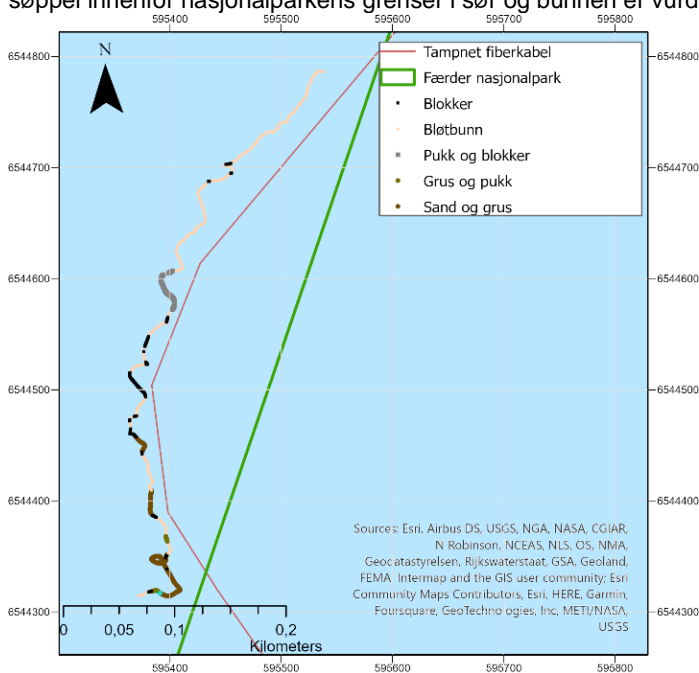 søppel innenfor nasjonalparkens grenser i sør og bunnen er vurd
595400 595500 595600 595700 595800
N
Tampnet fiberkabel
Færder nasjonalpark
Blokker
Bløtbunn
Pukk og blokker
Grus og pukk
Sand og grus
6544800 6544800
6544700 6544700
6544600 6544600
6544500 6544500
6544400 6544400
6544300 6544300
Sources: Esri, Airbus DS, USGS, NGA, NASA, CGIAR,
N Robinson, NCEAS, NLS, OS, NMA,
Geodatastyrelsen, Rijkswaterstaat, GSA, Geoland,
FEMA, Intermap and the GIS user community; Esri
Community Maps Contributors, Esri, HERE, Garmin,
Foursquare, GeoTechnologies, Inc, METI/NASA,
USGS
0 0,05 0,1 0,2
Kilometers
595400 595500 595600 595700 595800